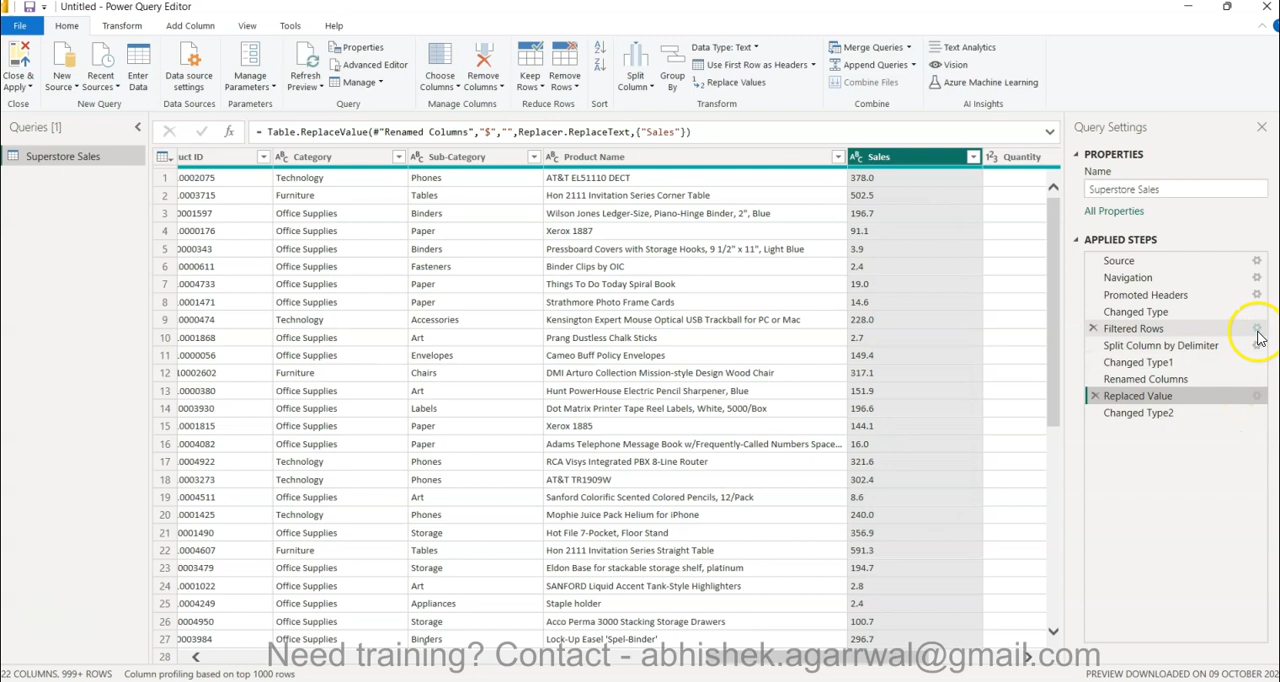 Untitled - Power Query Editor
File Home Transform Add Column View Tools Help
Close & Apply
New Source
Recent Sources
Enter Data
Data source settings
Manage Parameters
Refresh Preview
Properties
Advanced Editor
Manage
Choose Columns
Remove Columns
Keep Rows
Remove Rows
Split Column
Group By
Data Type: Text
Use First Row as Headers
Replace Values
Merge Queries
Append Queries
Combine Files
Text Analytics
Vision
Azure Machine Learning
Close New Query Data Sources Parameters Query Manage Columns Reduce Rows Sort Transform Combine AI Insights
Queries [1]
Superstore Sales
= Table.ReplaceValue(#"Renamed Columns","$","",Replacer.ReplaceText,{"Sales"})
uct ID Category Sub-Category Product Name Sales Quantity
1 .0002075 Technology Phones AT&T EL51110 DECT 378.0
2 .0003715 Furniture Tables Hon 2111 Invitation Series Corner Table 502.5
3 .0001597 Office Supplies Binders Wilson Jones Ledger-Size, Piano-Hinge Binder, 2", Blue 196.7
4 .0000176 Office Supplies Paper Xerox 1887 91.1
5 .0000343 Office Supplies Binders Pressboard Covers with Storage Hooks, 9 1/2" x 11", Light Blue 3.9
6 .0000611 Office Supplies Fasteners Binder Clips by OIC 2.4
7 .0004733 Office Supplies Paper Things To Do Today Spiral Book 19.0
8 .0001471 Office Supplies Paper Strathmore Photo Frame Cards 14.6
9 .0000474 Technology Accessories Kensington Expert Mouse Optical USB Trackball for PC or Mac 228.0
10 .0001868 Office Supplies Art Prang Dustless Chalk Sticks 2.7
11 .0000056 Office Supplies Envelopes Cameo Buff Policy Envelopes 149.4
12 .0002602 Furniture Chairs DMI Arturo Collection Mission-style Design Wood Chair 317.1
13 .0000380 Office Supplies Art Hunt PowerHouse Electric Pencil Sharpener, Blue 151.9
14 .0003930 Office Supplies Labels Dot Matrix Printer Tape Reel Labels, White, 5000/Box 196.6
15 .0001815 Office Supplies Paper Xerox 1885 144.1
16 .0004082 Office Supplies Paper Adams Telephone Message Book w/Frequently-Called Numbers Space... 16.0
17 .0004922 Technology Phones RCA Visys Integrated PBX 8-Line Router 321.6
18 .0003273 Technology Phones AT&T TR1909W 302.4
19 .0004511 Office Supplies Art Sanford Colorific Scented Colored Pencils, 12/Pack 8.6
20 .0001425 Technology Phones Mophie Juice Pack Helium for iPhone 240.0
21 .0001490 Office Supplies Storage Hot File 7-Pocket, Floor Stand 356.9
22 .0004607 Furniture Tables Hon 2111 Invitation Series Straight Table 591.3
23 .0003479 Office Supplies Storage Eldon Base for stackable storage shelf, platinum 194.7
24 .0001022 Office Supplies Art SANFORD Liquid Accent Tank-Style Highlighters 2.8
25 .0004249 Office Supplies Appliances Staple holder 2.4
26 .0004950 Office Supplies Storage Acco Perma 3000 Stacking Storage Drawers 100.7
27 .0003984 Office Supplies Binders Lock-Up Easel 'Spel-Binder' 296.7
28
Query Settings
PROPERTIES
Name
Superstore Sales
All Properties
APPLIED STEPS
Source
Navigation
Promoted Headers
Changed Type
Filtered Rows
Split Column by Delimiter
Changed Type1
Renamed Columns
Replaced Value
Changed Type2
Need training? Contact - abhishek.agarrwal@gmail.com
22 COLUMNS, 999+ ROWS Column profiling based on top 1000 rows PREVIEW DOWNLOADED ON 09 OCTOBER 202